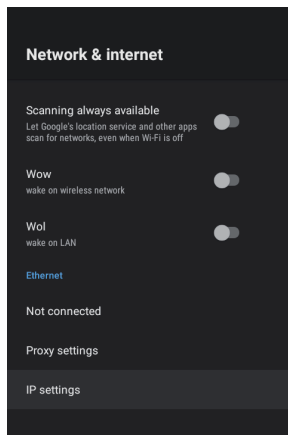 Network & internet
Scanning always available
Let Google's location service and other apps
scan for networks, even when Wi-Fi is off
Wow
wake on wireless network
Wol
wake on LAN
Ethernet
Not connected
Proxy settings
IP settings